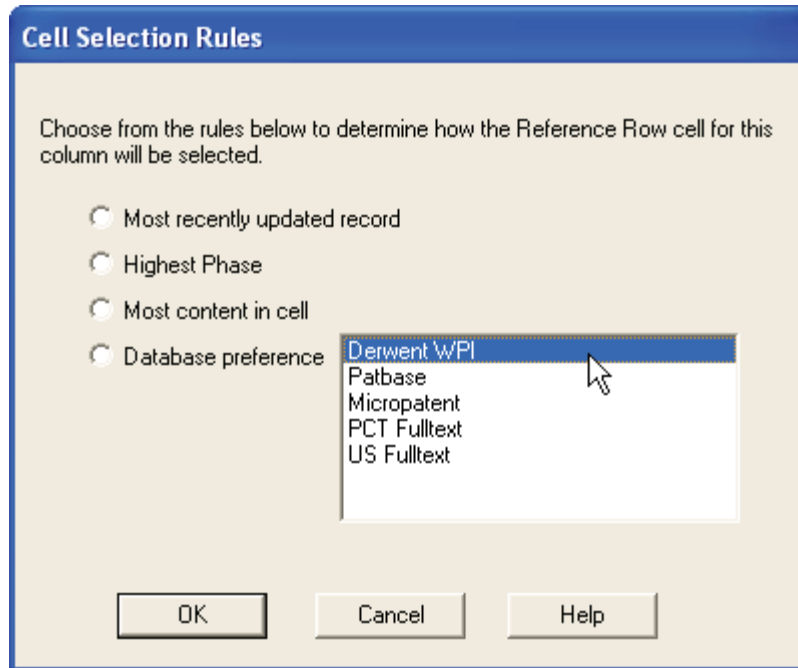 Cell Selection Rules
Choose from the rules below to determine how the Reference Row cell for this
column will be selected.
Most recently updated record
Highest Phase
Most content in cell
Database preference
Derwent WPI
Patbase
Micropatent
PCT Fulltext
US Fulltext
OK
Cancel
Help